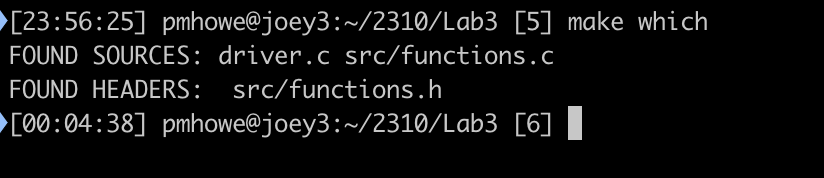 [23:56:25] pmhowe@joey3:~/2310/Lab3 [5] make which
FOUND SOURCES: driver.c src/functions.c
FOUND HEADERS:  src/functions.h
[00:04:38] pmhowe@joey3:~/2310/Lab3 [6]